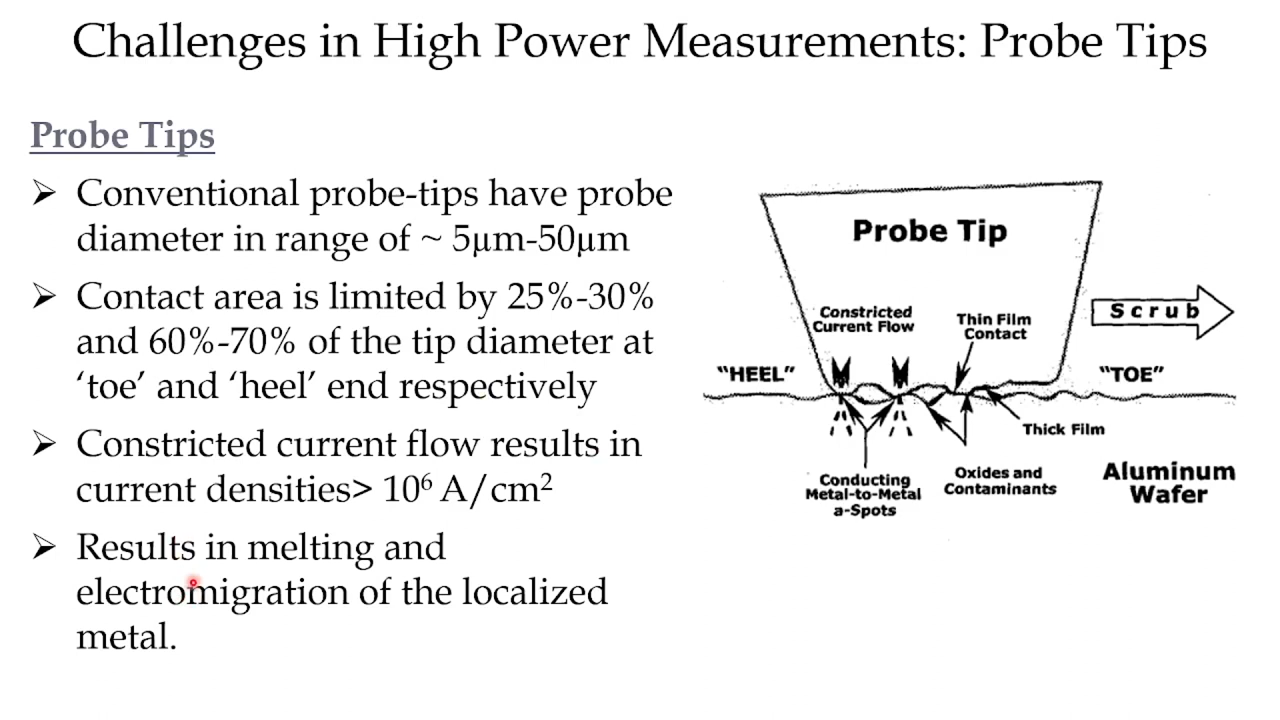 Challenges in High Power Measurements: Probe Tips
Probe Tips
➢ Conventional probe-tips have probe
diameter in range of ~ 5µm-50µm
➢ Contact area is limited by 25%-30%
and 60%-70% of the tip diameter at
‘toe’ and ‘heel’ end respectively
➢ Constricted current flow results in
current densities> 10⁶ A/cm²
➢ Results in melting and
electromigration of the localized
metal.
Probe Tip
Constricted
Current Flow
Thin Film
Contact
Scrub
"HEEL"
"TOE"
Thick Film
Conducting
Metal-to-Metal
a-Spots
Oxides and
Contaminants
Aluminum
Wafer